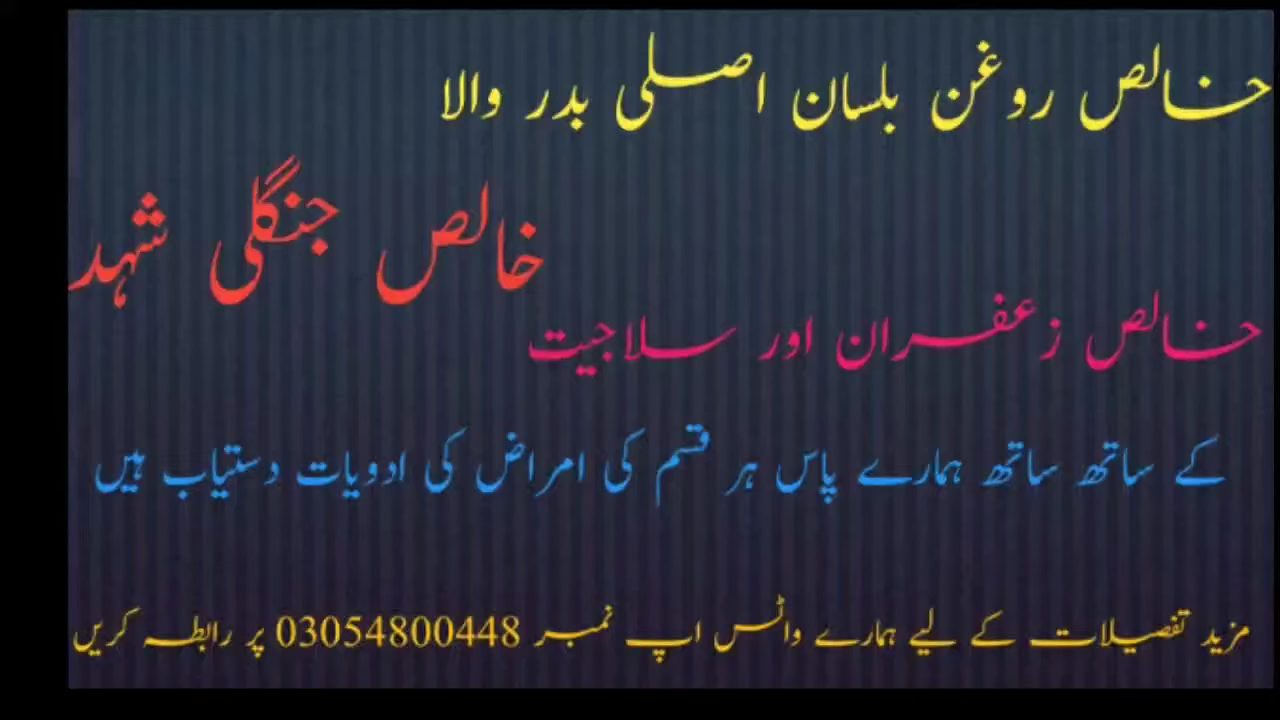 خالص روغن بلسان اصلی بدر والا
خالص جنگلی شہد
خالص زعفران اور سلاجیت
کے ساتھ ساتھ ہمارے پاس ہر قسم کی امراض کی ادویات دستیاب ہیں
مزید تفصیلات کے لیے ہمارے واٹس اپ نمبر 03054800448 پر رابطہ کریں